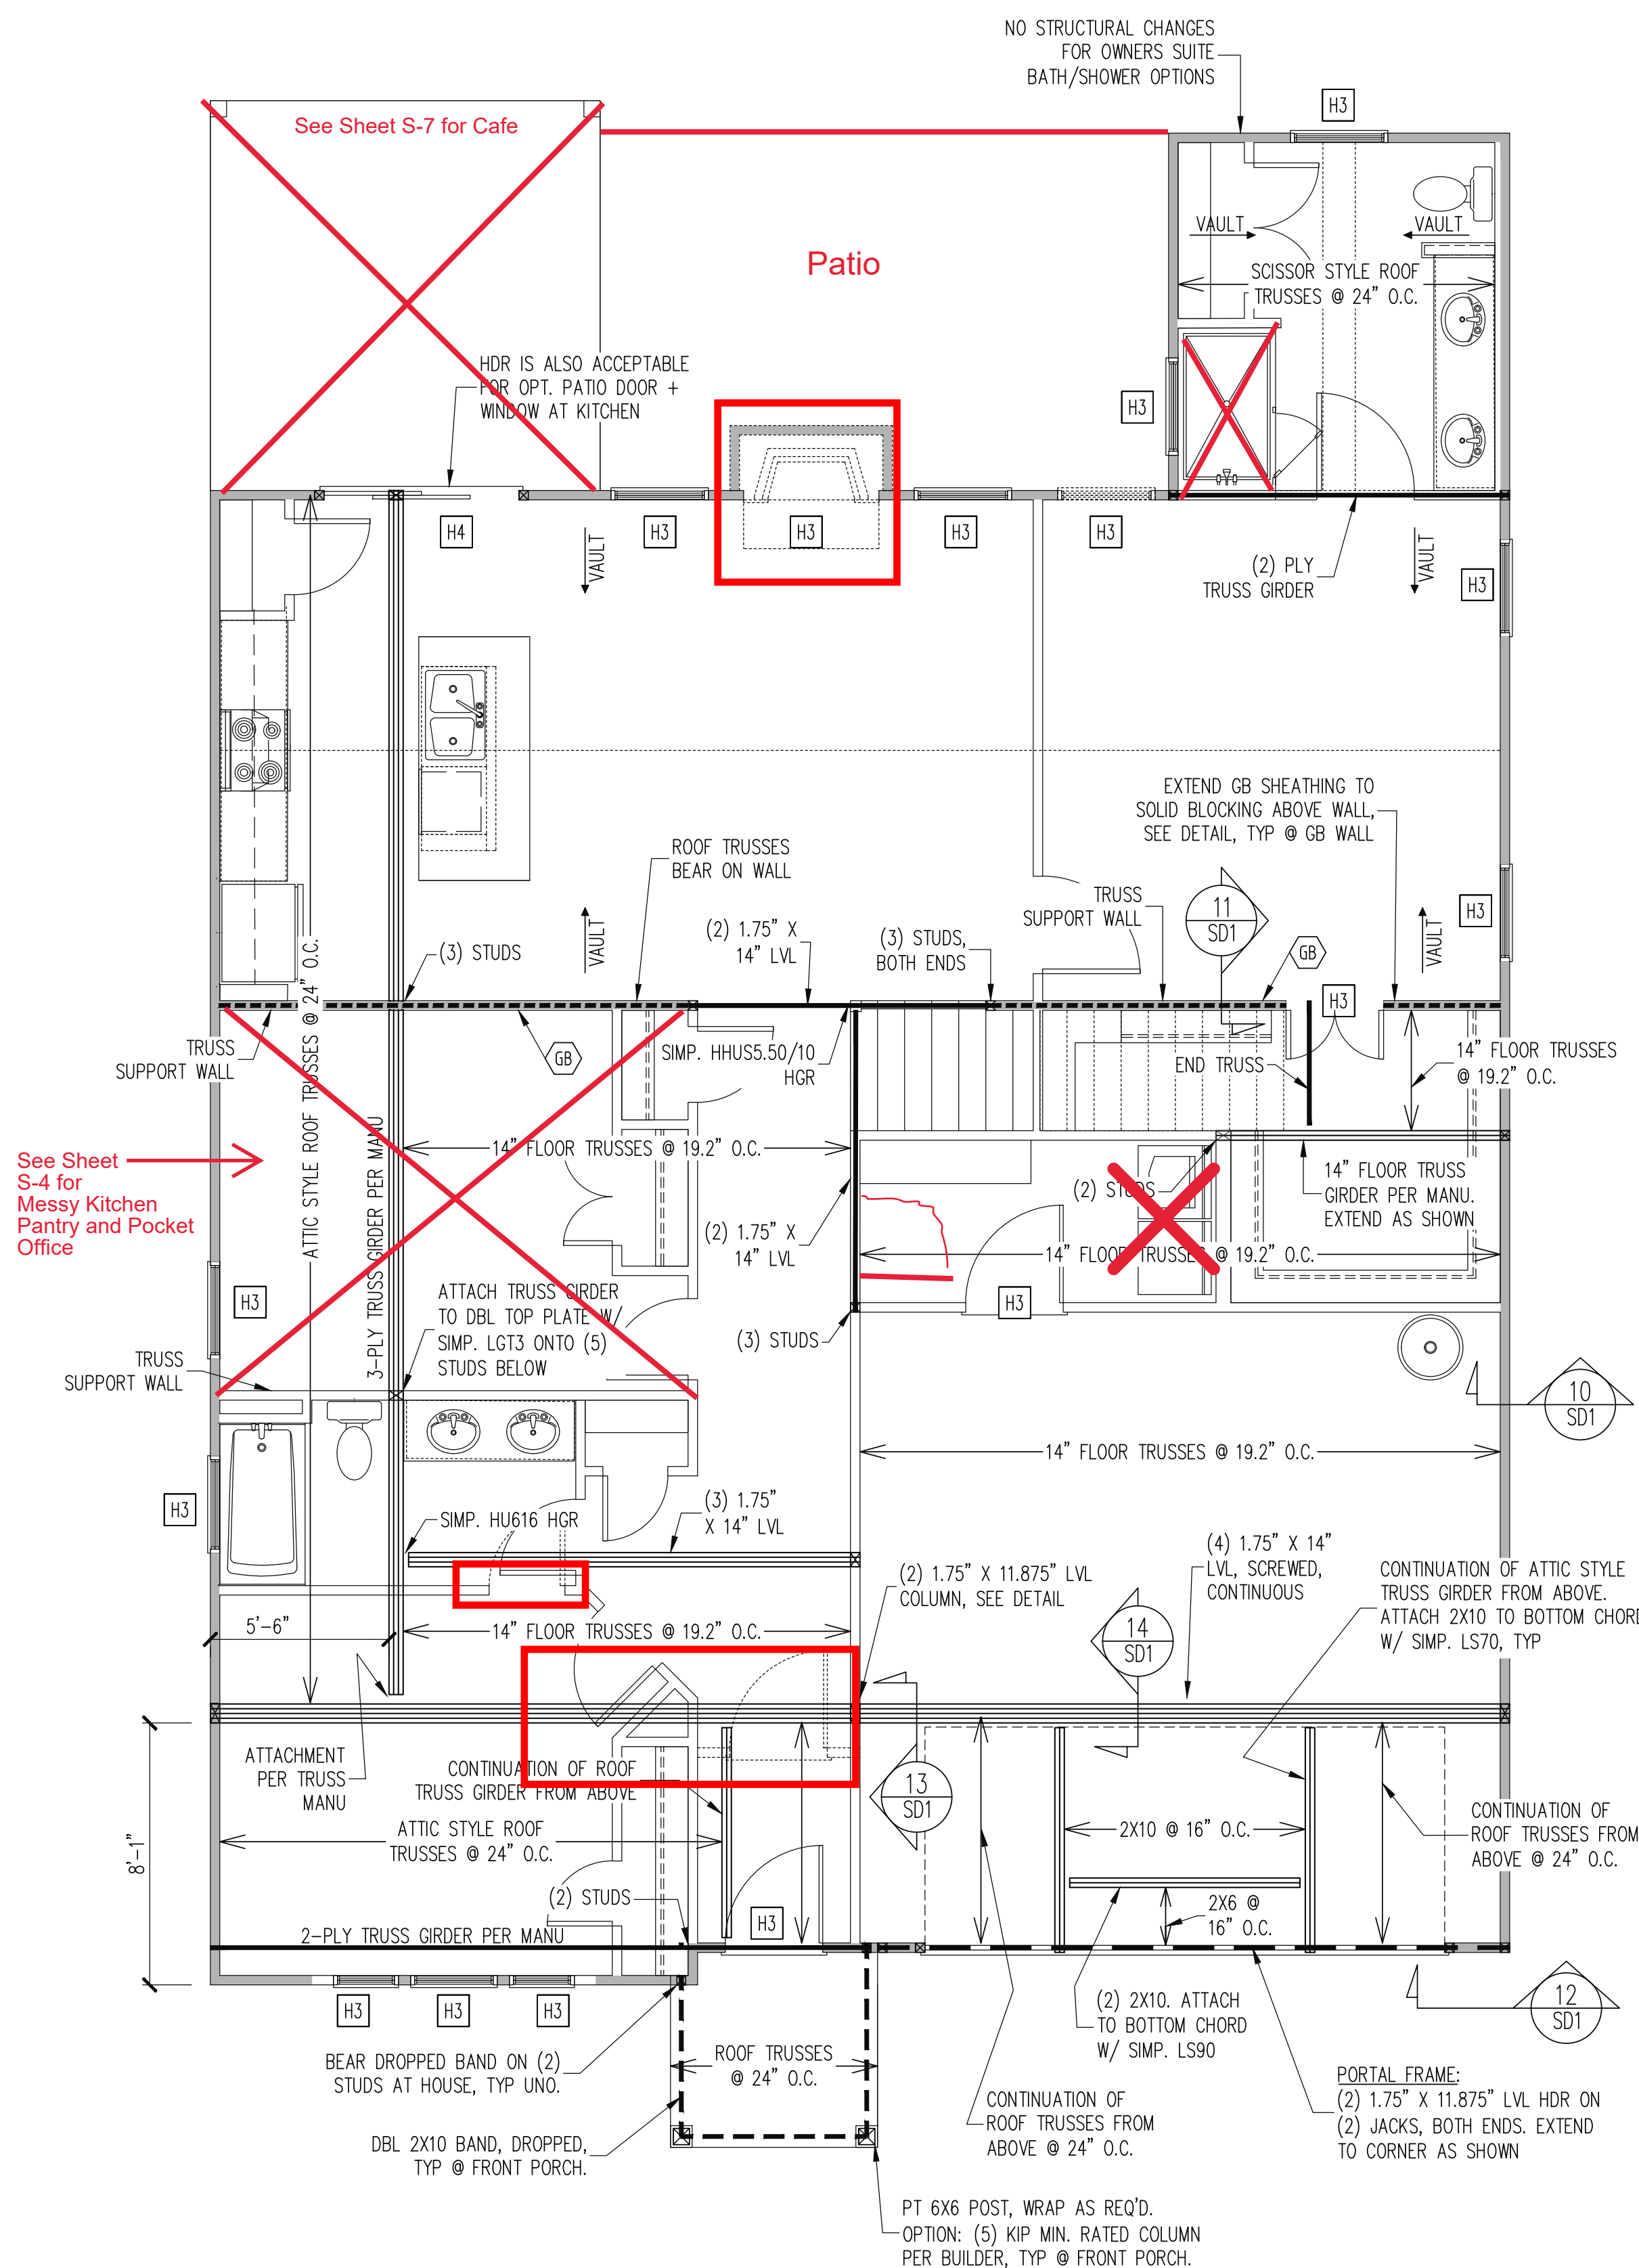 NO STRUCTURAL CHANGES
FOR OWNERS SUITE
BATH/SHOWER OPTIONS
H3
See Sheet S-7 for Cafe
Patio
VAULT
VAULT
SCISSOR STYLE ROOF
TRUSSES @ 24" O.C.
HDR IS ALSO ACCEPTABLE
FOR OPT. PATIO DOOR +
WINDOW AT KITCHEN
H3
H4
VAULT
H3
H3
H3
H3
(2) PLY
TRUSS GIRDER
VAULT
H3
EXTEND GB SHEATHING TO
SOLID BLOCKING ABOVE WALL,
SEE DETAIL, TYP @ GB WALL
ROOF TRUSSES
BEAR ON WALL
TRUSS
SUPPORT WALL
11
SD1
H3
(3) STUDS
VAULT
(2) 1.75" X
14" LVL
(3) STUDS,
BOTH ENDS
GB
VAULT
ATTIC STYLE ROOF TRUSSES @ 24" O.C.
H3
TRUSS
SUPPORT WALL
GB
SIMP. HHUS5.50/10
HGR
END TRUSS
14" FLOOR TRUSSES
@ 19.2" O.C.
3-PLY TRUSS GIRDER PER MANU
14" FLOOR TRUSSES @ 19.2" O.C.
See Sheet
S-4 for
Messy Kitchen
Pantry and Pocket
Office
(2) STUDS
14" FLOOR TRUSS
GIRDER PER MANU.
EXTEND AS SHOWN
(2) 1.75" X
14" LVL
14" FLOOR TRUSSES @ 19.2" O.C.
H3
ATTACH TRUSS GIRDER
TO DBL TOP PLATE W/
SIMP. LGT3 ONTO (5)
STUDS BELOW
H3
(3) STUDS
TRUSS
SUPPORT WALL
10
SD1
14" FLOOR TRUSSES @ 19.2" O.C.
H3
SIMP. HU616 HGR
(3) 1.75"
X 14" LVL
(2) 1.75" X 11.875" LVL
COLUMN, SEE DETAIL
(4) 1.75" X 14"
LVL, SCREWED,
CONTINUOUS
CONTINUATION OF ATTIC STYLE
TRUSS GIRDER FROM ABOVE.
ATTACH 2X10 TO BOTTOM CHORD
W/ SIMP. LS70, TYP
5'-6"
14" FLOOR TRUSSES @ 19.2" O.C.
14
SD1
ATTACHMENT
PER TRUSS
MANU
CONTINUATION OF ROOF
TRUSS GIRDER FROM ABOVE
13
SD1
8'-1"
ATTIC STYLE ROOF
TRUSSES @ 24" O.C.
2X10 @ 16" O.C.
CONTINUATION OF
ROOF TRUSSES FROM
ABOVE @ 24" O.C.
(2) STUDS
2X6 @
16" O.C.
H3
2-PLY TRUSS GIRDER PER MANU
H3
H3
H3
(2) 2X10. ATTACH
TO BOTTOM CHORD
W/ SIMP. LS90
12
SD1
BEAR DROPPED BAND ON (2)
STUDS AT HOUSE, TYP UNO.
ROOF TRUSSES
@ 24" O.C.
CONTINUATION OF
ROOF TRUSSES FROM
ABOVE @ 24" O.C.
PORTAL FRAME:
(2) 1.75" X 11.875" LVL HDR ON
(2) JACKS, BOTH ENDS. EXTEND
TO CORNER AS SHOWN
DBL 2X10 BAND, DROPPED,
TYP @ FRONT PORCH.
PT 6X6 POST, WRAP AS REQ'D.
OPTION: (5) KIP MIN. RATED COLUMN
PER BUILDER, TYP @ FRONT PORCH.